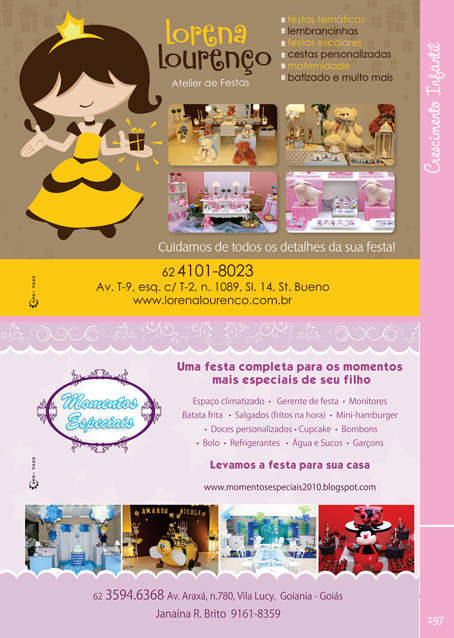 lorena
lourenço
Atelier de Festas
festas temáticas
lembrancinhas
festas escolares
cestas personalizadas
maternidade
batizado e muito mais
Cuidamos de todos os detalhes da sua festa!
62 4101-8023
Av. T-9, esq. c/ T-2, n. 1089, Sl. 14, St. Bueno
www.lorenalourenco.com.br
Crescimento Infantil
Momentos
Especiais
Uma festa completa para os momentos
mais especiais de seu filho
Espaço climatizado • Gerente de festa • Monitores
Batata frita • Salgados (fritos na hora) • Mini-hamburger
• Doces personalizados • Cupcake • Bombons
• Bolo • Refrigerantes • Água e Sucos • Garçons
Levamos a festa para sua casa
www.momentosespeciais2010.blogspot.com
AMANDA NICOLE
62 3594.6368 Av. Araxá, n.780, Vila Lucy, Goiania - Goiás
Janaína R. Brito 9161-8359
197